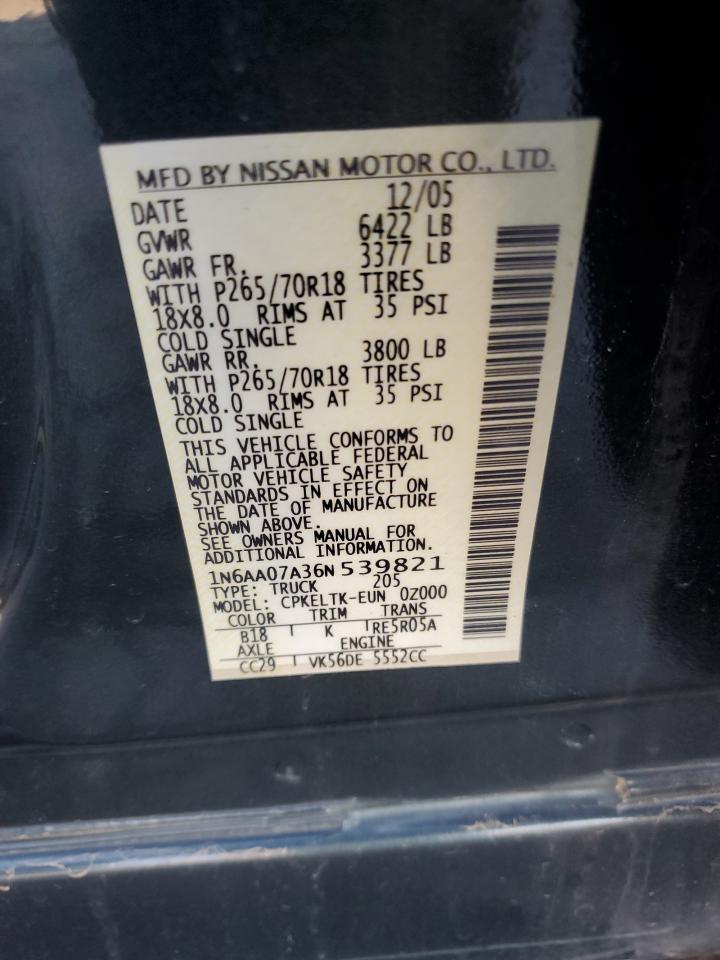 MFD BY NISSAN MOTOR CO., LTD.
DATE 12/05
GVWR 6422 LB
GAWR FR. 3377 LB
WITH P265/70R18 TIRES
18X8.0 RIMS AT 35 PSI
COLD SINGLE
GAWR RR. 3800 LB
WITH P265/70R18 TIRES
18X8.0 RIMS AT 35 PSI
COLD SINGLE
THIS VEHICLE CONFORMS TO
ALL APPLICABLE FEDERAL
MOTOR VEHICLE SAFETY
STANDARDS IN EFFECT ON
THE DATE OF MANUFACTURE
SHOWN ABOVE.
SEE OWNERS MANUAL FOR
ADDITIONAL INFORMATION.
1N6AA07A36N539821
TYPE: TRUCK 205
MODEL: CPKELTK-EUN 0Z000
COLOR TRIM TRANS
B18 K RE5R05A
AXLE ENGINE
CC29 VK56DE 5552CC